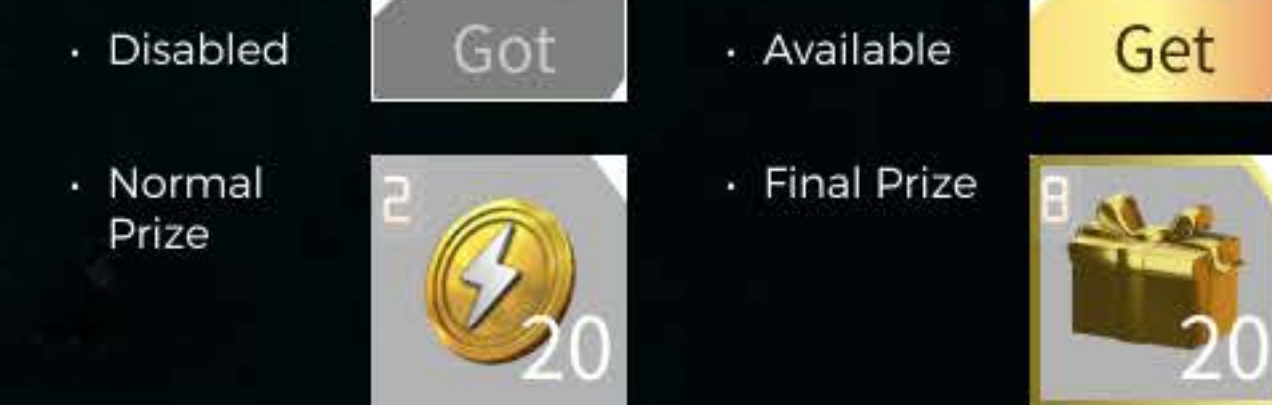 · Disabled
Got
· Available
Get
· Normal
Prize
2
20
· Final Prize
8
20